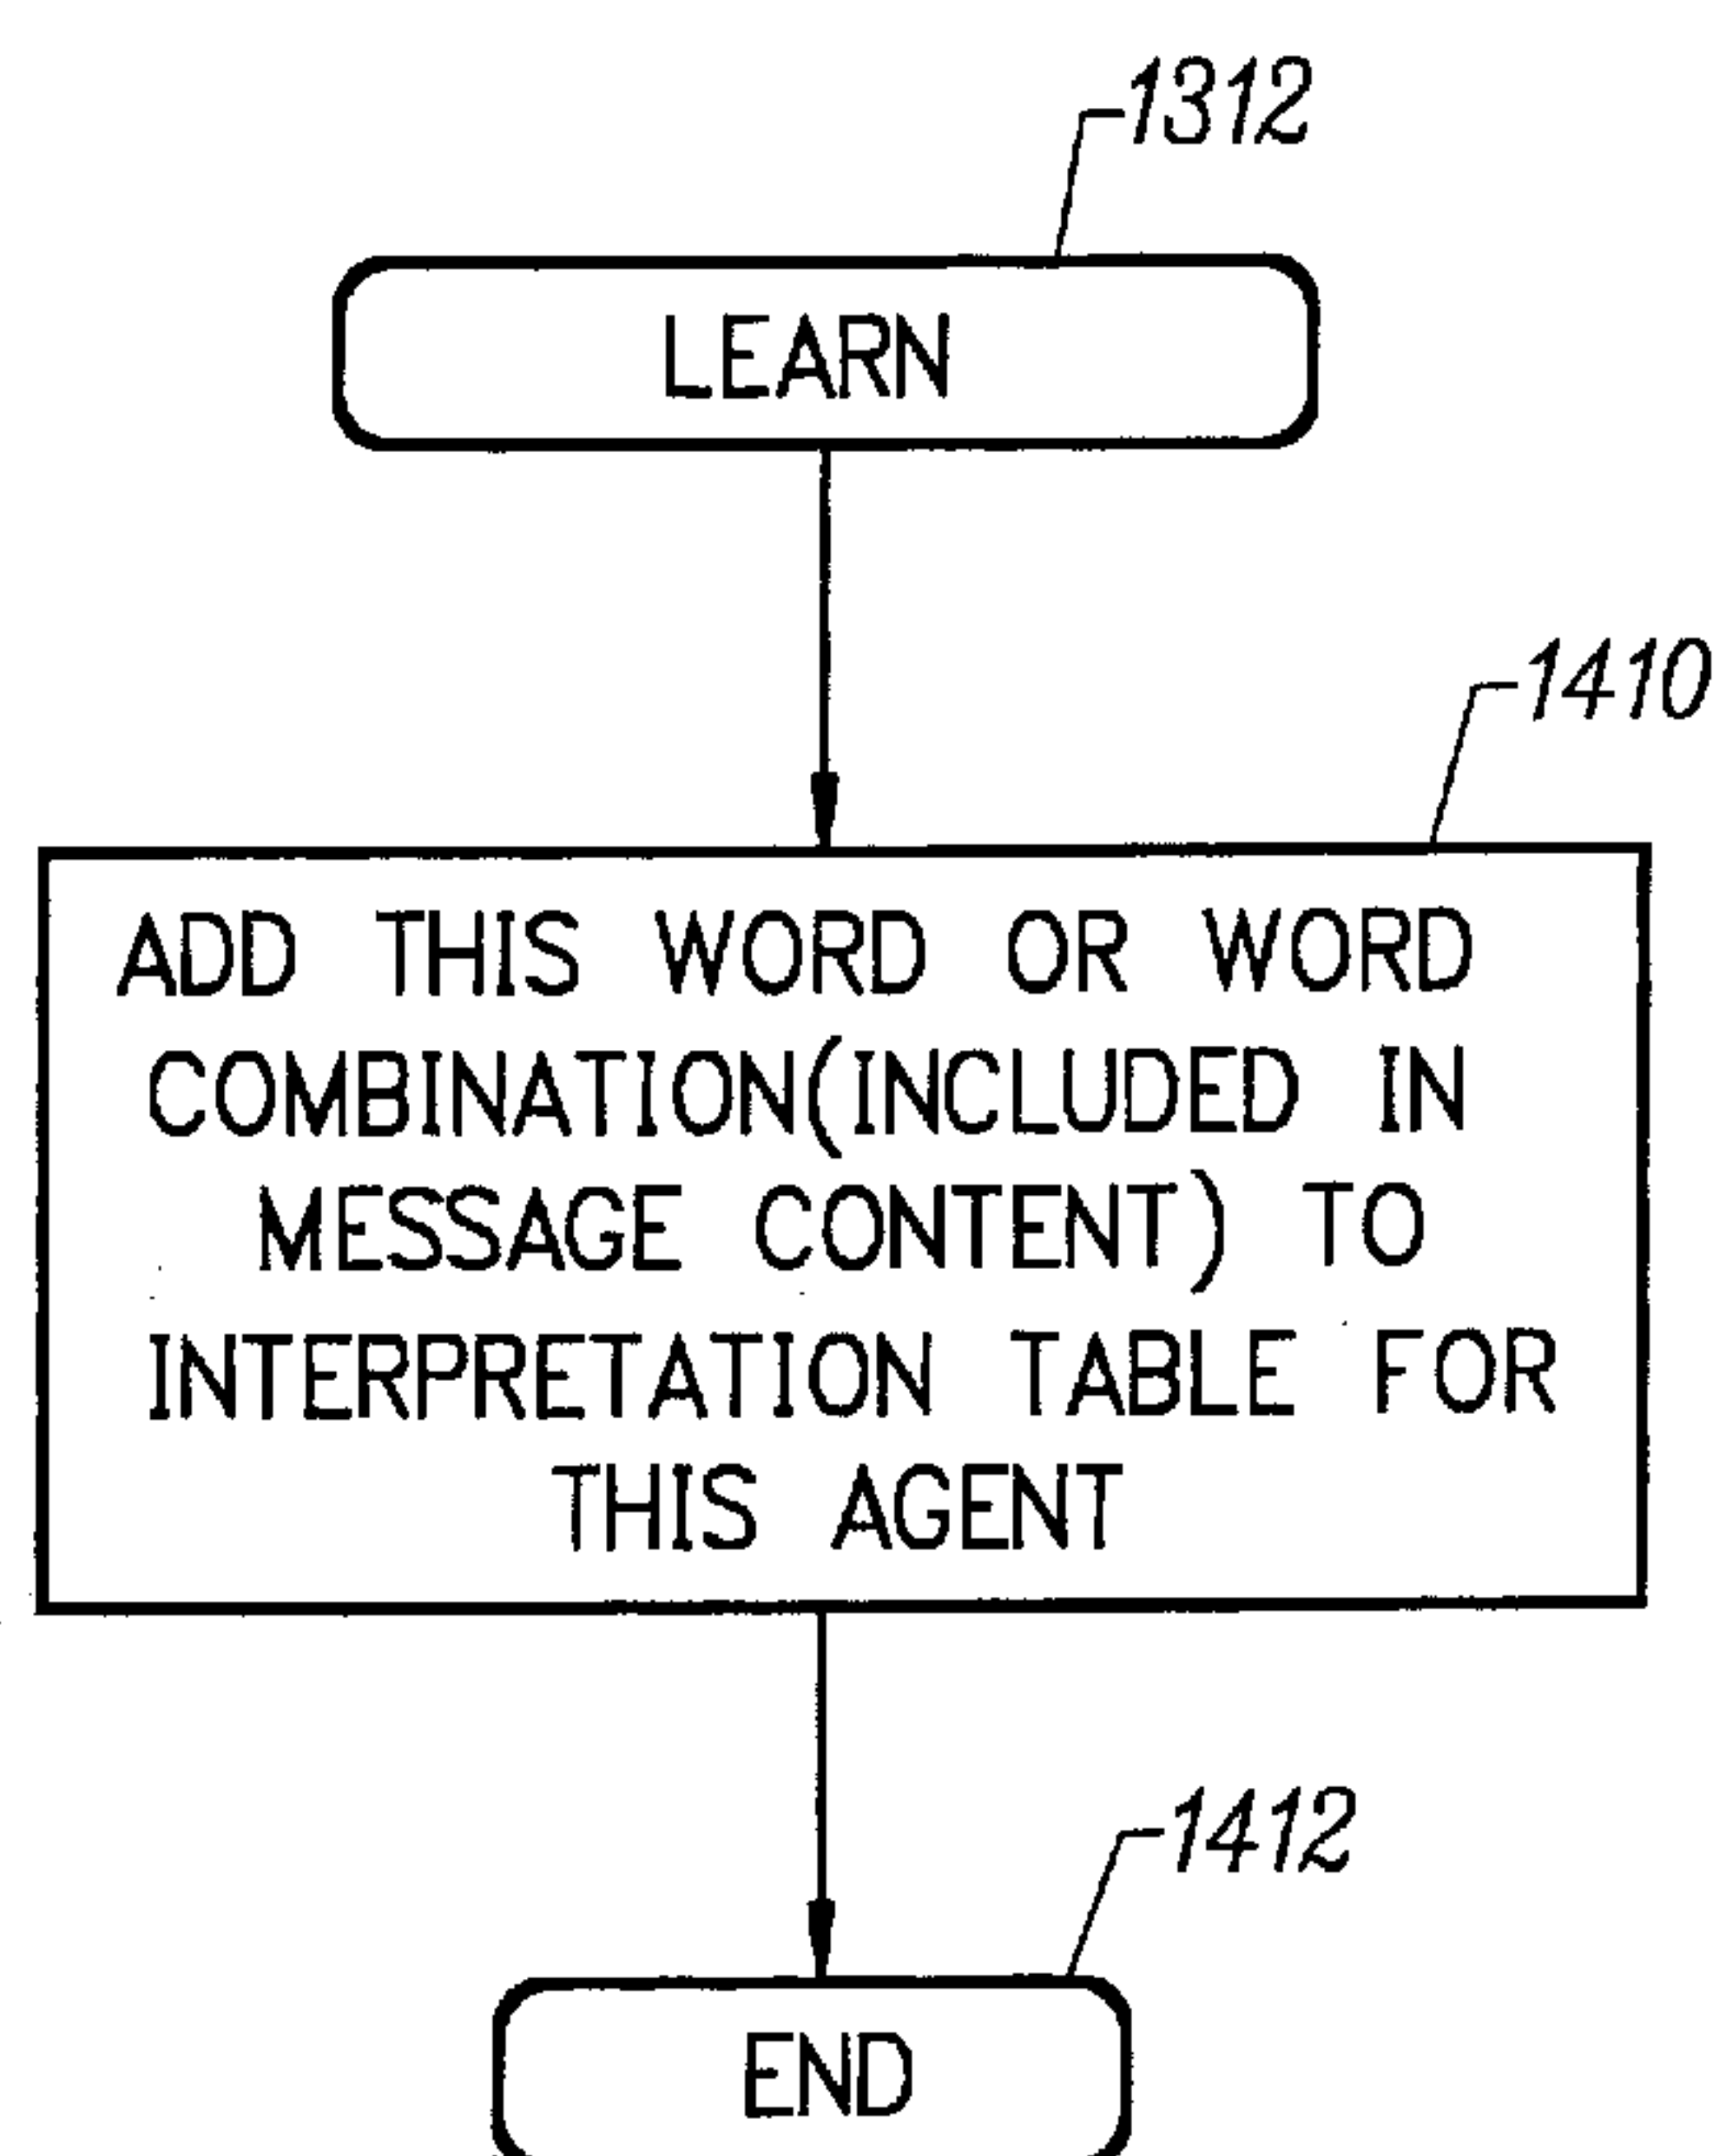 1312
LEARN
1410
ADD THIS WORD OR WORD
COMBINATION(INCLUDED IN
MESSAGE CONTENT) TO
INTERPRETATION TABLE FOR
THIS AGENT
1412
END